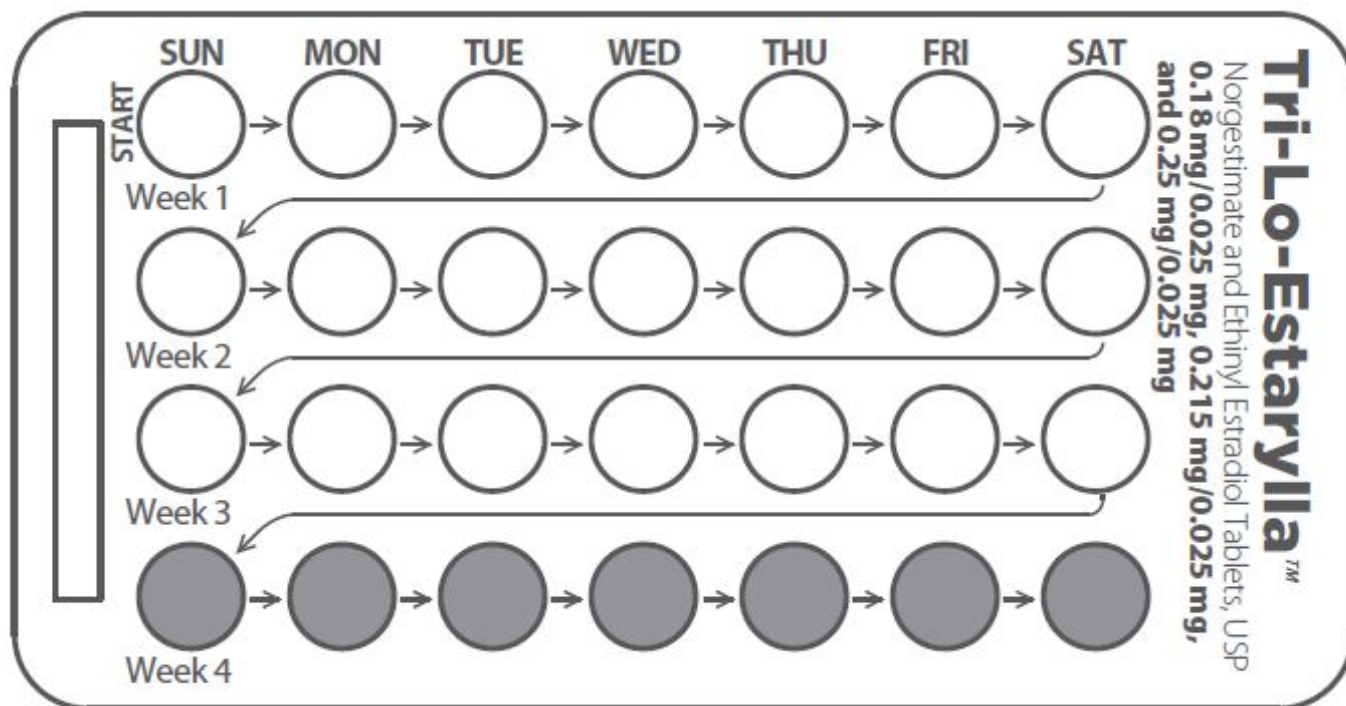 SUN MON TUE WED THU FRI SAT
START
Week 1
Week 2
Week 3
Week 4
Tri-Lo-Estarylla™
Norgestimate and Ethinyl Estradiol Tablets, USP
0.18 mg/0.025 mg, 0.215 mg/0.025 mg,
and 0.25 mg/0.025 mg